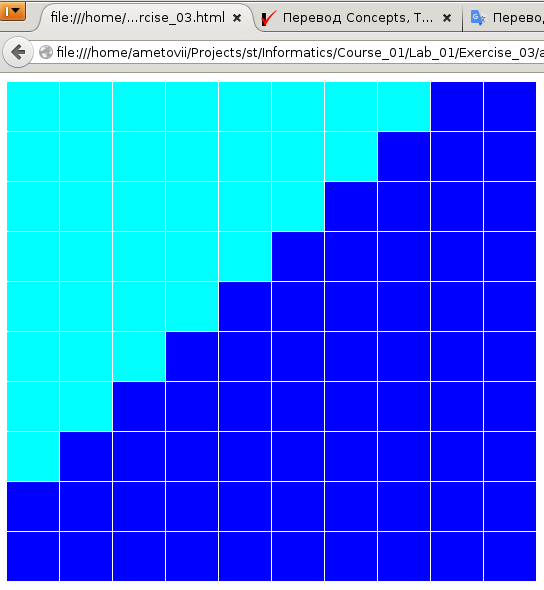 file:///home/...rcise_03.html
Перевод Concepts, T...
Перево
file:///home/ametovii/Projects/st/Informatics/Course_01/Lab_01/Exercise_03/a